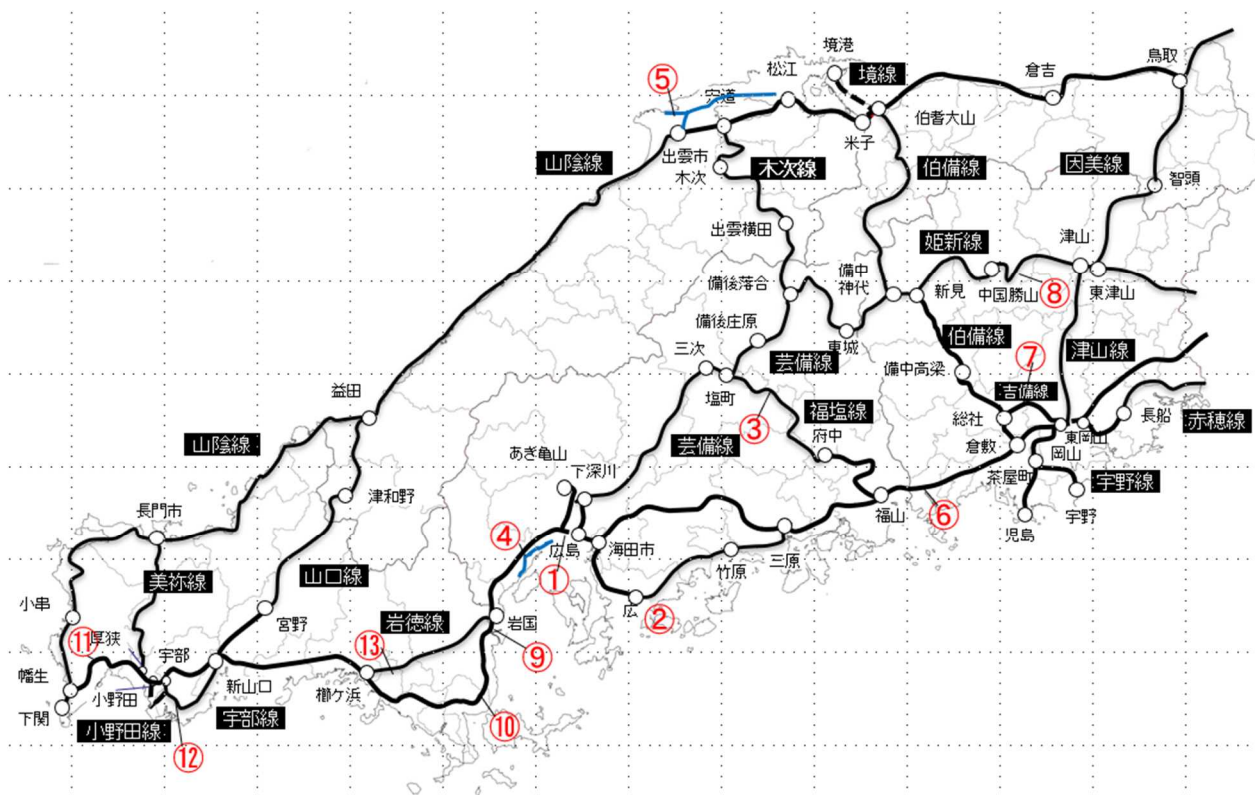 境港
鳥取
松江
境線
倉吉
⑤
宍道
伯耆大山
米子
出雲市
山陰線
木次
木次線
伯備線
因美線
智頭
出雲横田
姫新線
津山
備後落合
備中
神代
新見
中国勝山
⑧
東津山
備後庄原
東城
伯備線
津山線
三次
芸備線
備中高梁
⑦
吉備線
益田
塩町
福塩線
総社
長船
赤穂線
③
東岡山
山陰線
芸備線
府中
倉敷
岡山
あき亀山
下深川
茶屋町
宇野線
津和野
福山
⑥
宇野
長門市
児島
④
広島
海田市
美祢線
山口線
①
竹原
三原
小串
宮野
岩徳線
岩国
広
②
⑪
厚狭
宇部
⑬
⑨
幡生
小野田
新山口
櫛ケ浜
下関
小野田線
宇部線
⑩
⑫